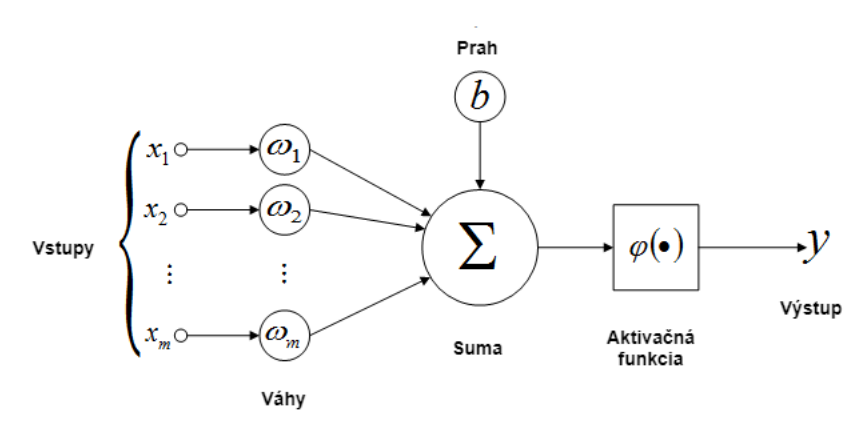 Prah
b
x₁ ω₁
x₂ ω₂
Vstupy ⋮ ⋮ Σ φ(•) y
xₘ ωₘ
Výstup
Suma
Aktivačná
funkcia
Váhy